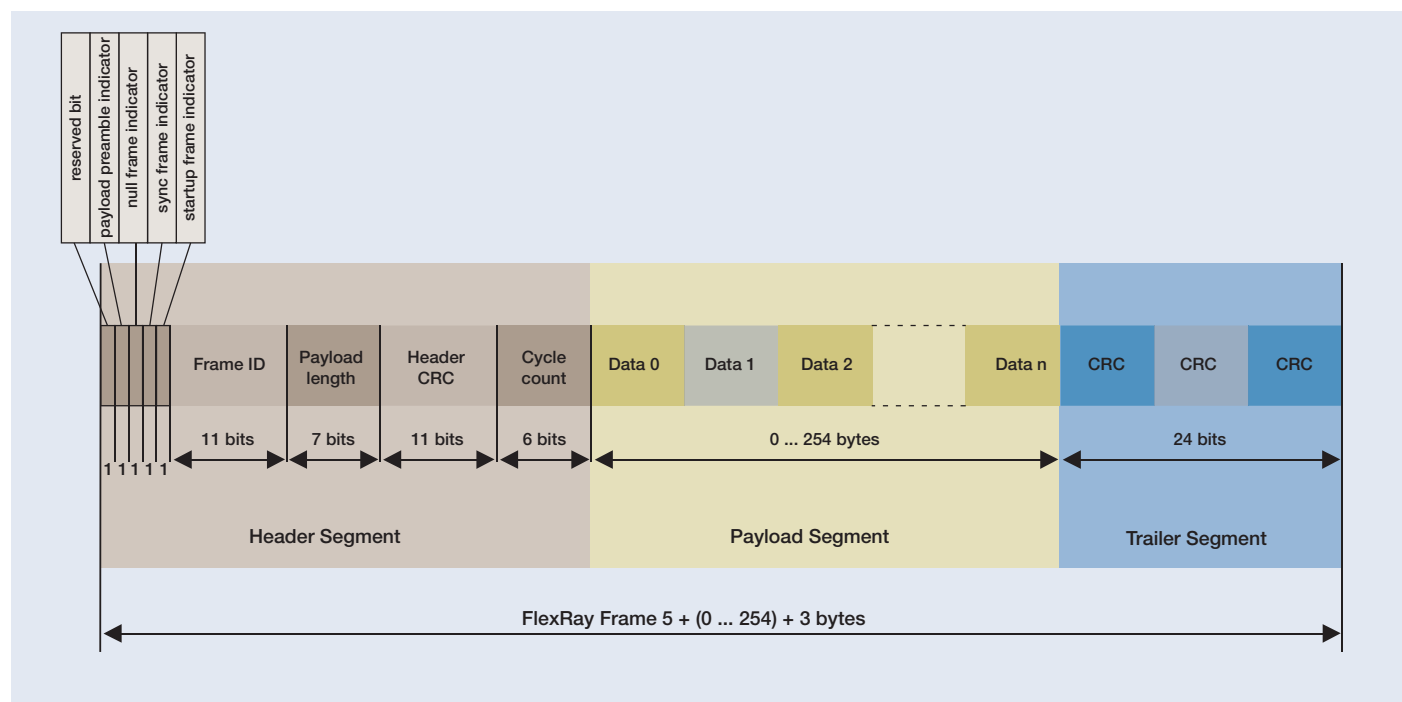 reserved bit
payload preamble indicator
null frame indicator
sync frame indicator
startup frame indicator
Frame ID
Payload
length
Header
CRC
Cycle
count
Data 0
Data 1
Data 2
Data n
CRC
CRC
CRC
1 1 1 1 1
11 bits
7 bits
11 bits
6 bits
0 ... 254 bytes
24 bits
Header Segment
Payload Segment
Trailer Segment
FlexRay Frame 5 + (0 ... 254) + 3 bytes